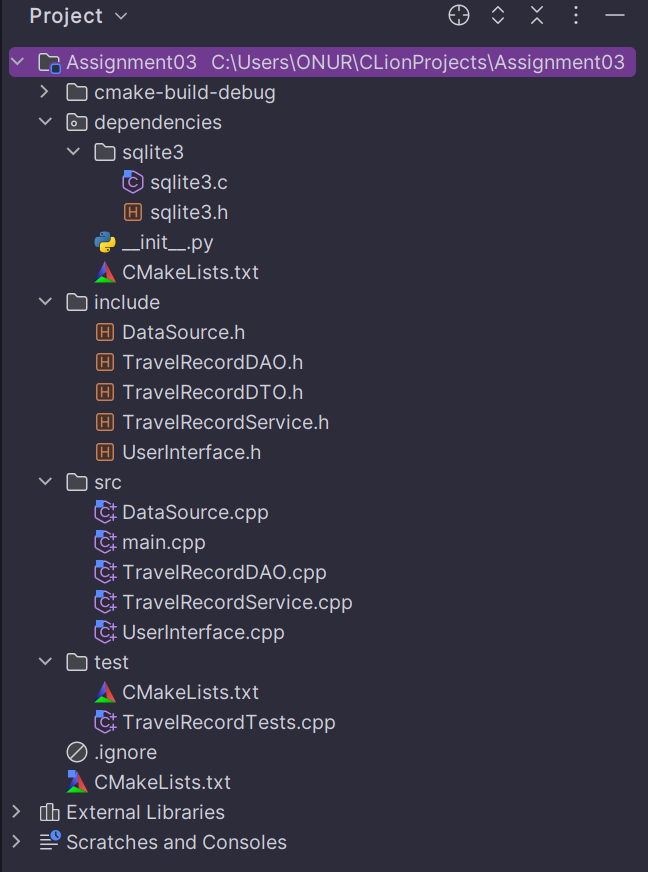 Project
Assignment03 C:\Users\ONUR\CLionProjects\Assignment03
cmake-build-debug
dependencies
sqlite3
sqlite3.c
sqlite3.h
__init__.py
CMakeLists.txt
include
DataSource.h
TravelRecordDAO.h
TravelRecordDTO.h
TravelRecordService.h
UserInterface.h
src
DataSource.cpp
main.cpp
TravelRecordDAO.cpp
TravelRecordService.cpp
UserInterface.cpp
test
CMakeLists.txt
TravelRecordTests.cpp
.ignore
CMakeLists.txt
External Libraries
Scratches and Consoles